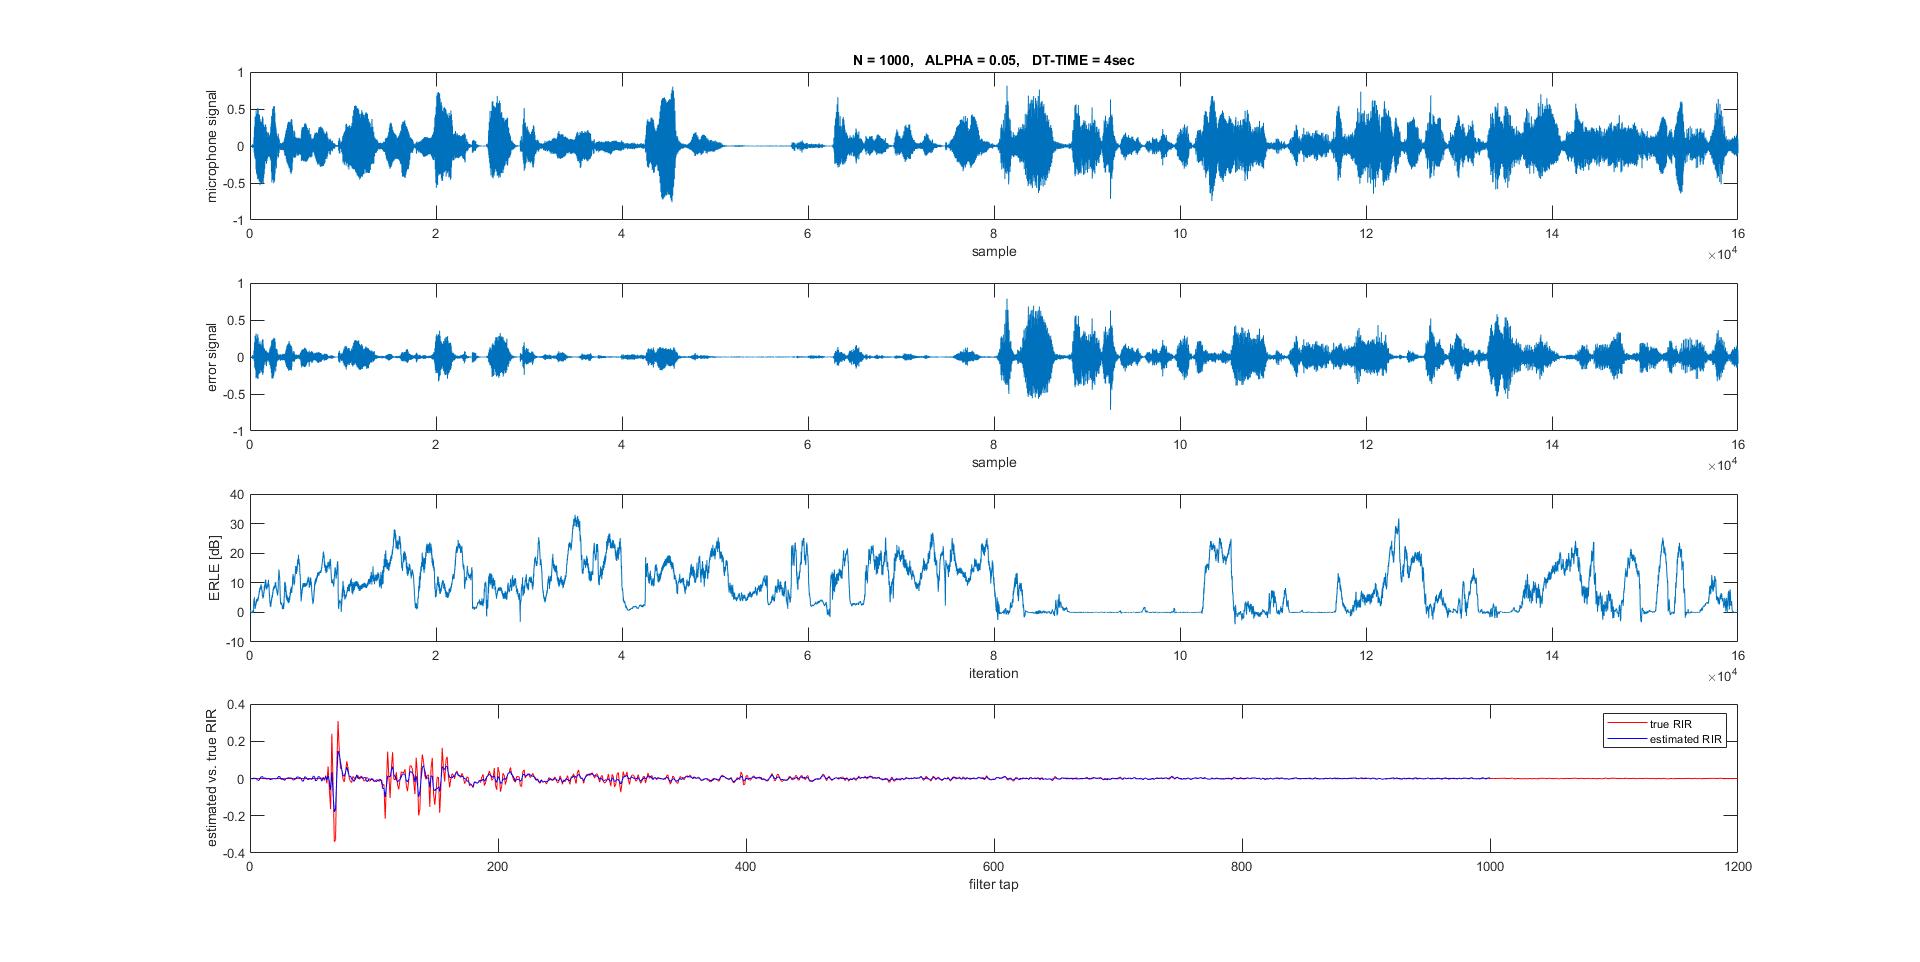 N = 1000,   ALPHA = 0.05,   DT-TIME = 4sec
1
0.5
0
-0.5
-1
microphone signal
0 2 4 6 8 10 12 14 16
sample
×10^4
1
0.5
0
-0.5
-1
error signal
0 2 4 6 8 10 12 14 16
sample
×10^4
40
30
20
10
0
-10
ERLE [dB]
0 2 4 6 8 10 12 14 16
iteration
×10^4
0.4
0.2
0
-0.2
-0.4
estimated vs. true RIR
true RIR
estimated RIR
0 200 400 600 800 1000 1200
filter tap